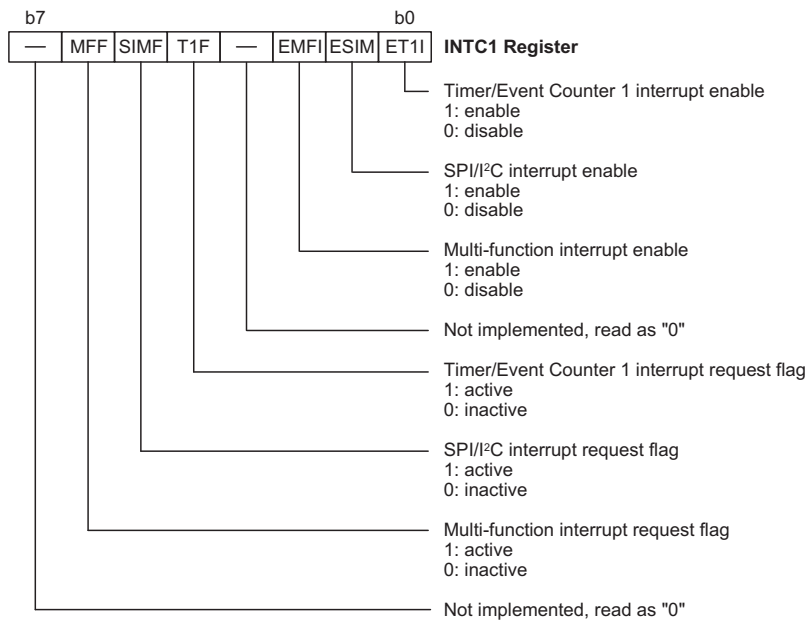 b7 b0
— MFF SIMF T1F — EMFI ESIM ET1I INTC1 Register
Timer/Event Counter 1 interrupt enable
1: enable
0: disable
SPI/I²C interrupt enable
1: enable
0: disable
Multi-function interrupt enable
1: enable
0: disable
Not implemented, read as "0"
Timer/Event Counter 1 interrupt request flag
1: active
0: inactive
SPI/I²C interrupt request flag
1: active
0: inactive
Multi-function interrupt request flag
1: active
0: inactive
Not implemented, read as "0"